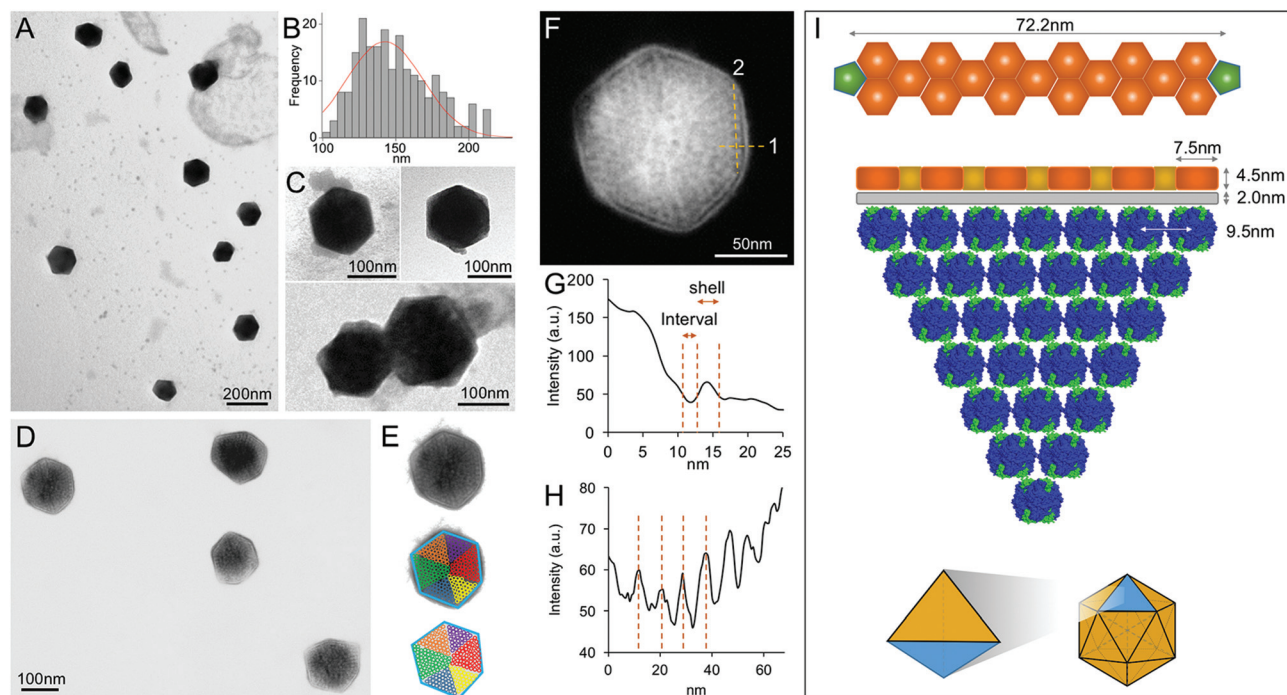 A
200nm
B
Frequency
20
10
0
100
125
150
175
200
nm
C
100nm
100nm
100nm
D
100nm
E
F
2
1
50nm
G
Intensity (a.u.)
200
150
100
50
0
shell
Interval
0
5
10
15
20
25
nm
H
Intensity (a.u.)
80
70
60
50
40
0
20
40
60
nm
I
72.2nm
7.5nm
4.5nm
2.0nm
9.5nm